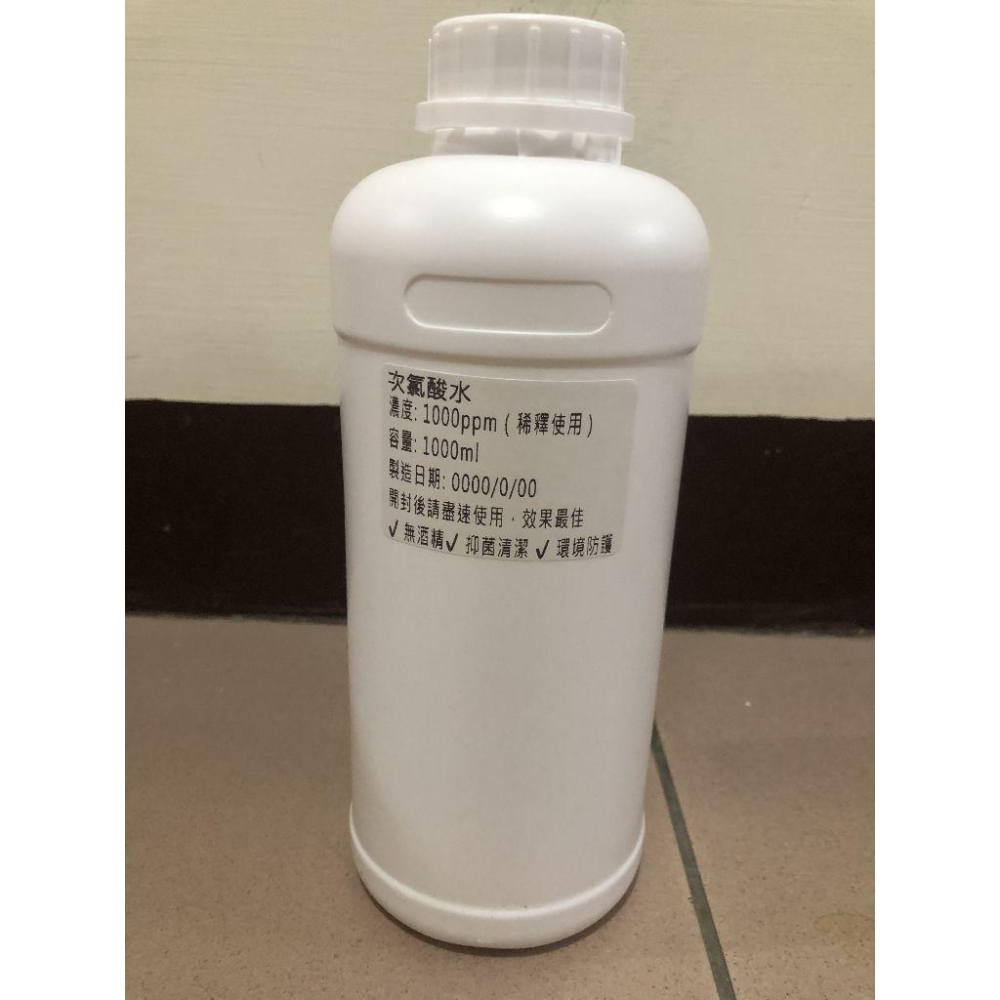 次氯酸水
濃度: 1000ppm ( 稀釋使用 )
容量: 1000ml
製造日期: 0000/0/00
開封後請盡速使用，效果最佳
✓ 無酒精 ✓ 抑菌清潔 ✓ 環境防護